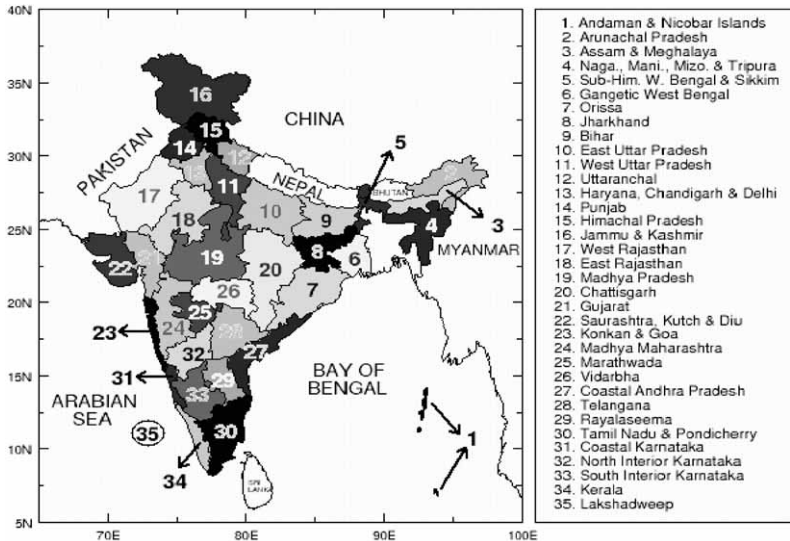 40N
35N
30N
25N
20N
15N
10N
5N
70E
80E
90E
100E
CHINA
PAKISTAN
NEPAL
BHUTAN
MYANMAR
BAY OF
BENGAL
ARABIAN
SEA
SRI
LANKA
16
15
14
13
12
11
17
18
10
9
5
2
3
4
8
6
7
22
21
19
20
26
25
24
23
28
27
32
31
29
33
30
34
35
1
1. Andaman & Nicobar Islands
2. Arunachal Pradesh
3. Assam & Meghalaya
4. Naga., Mani., Mizo. & Tripura
5. Sub-Him. W. Bengal & Sikkim
6. Gangetic West Bengal
7. Orissa
8. Jharkhand
9. Bihar
10. East Uttar Pradesh
11. West Uttar Pradesh
12. Uttaranchal
13. Haryana, Chandigarh & Delhi
14. Punjab
15. Himachal Pradesh
16. Jammu & Kashmir
17. West Rajasthan
18. East Rajasthan
19. Madhya Pradesh
20. Chattisgarh
21. Gujarat
22. Saurashtra, Kutch & Diu
23. Konkan & Goa
24. Madhya Maharashtra
25. Marathwada
26. Vidarbha
27. Coastal Andhra Pradesh
28. Telangana
29. Rayalaseema
30. Tamil Nadu & Pondicherry
31. Coastal Karnataka
32. North Interior Karnataka
33. South Interior Karnataka
34. Kerala
35. Lakshadweep